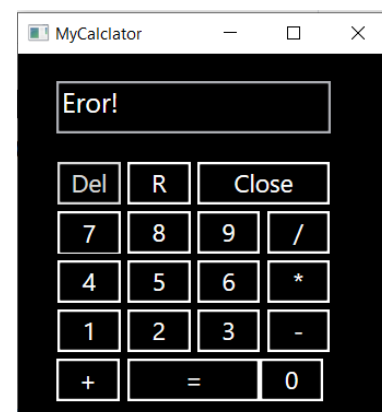 MyCalclator
Eror!
Del R Close
7 8 9 /
4 5 6 *
1 2 3 -
+ = 0